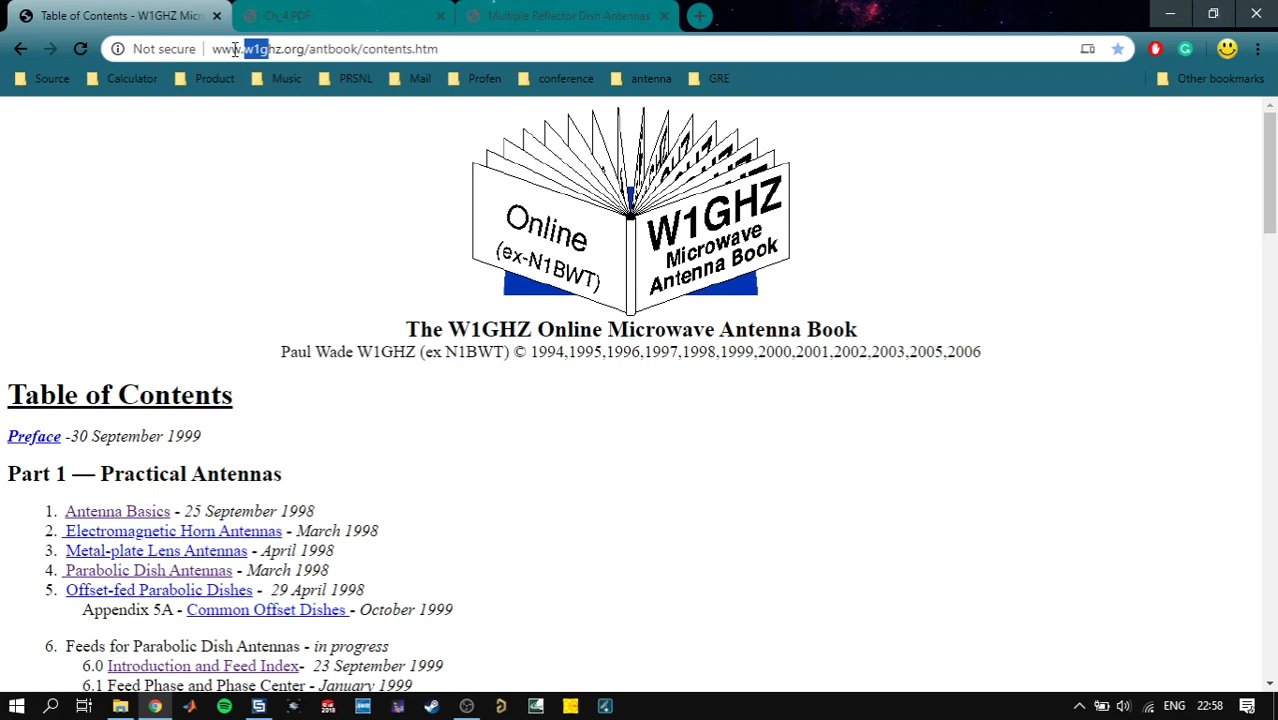 Table of Contents - W1GHZ Micr
Ch_4.PDF
Multiple Reflector Dish Antennas
Not secure
www.w1ghz.org/antbook/contents.htm
Source
Calculator
Product
Music
PRSNL
Mail
Profen
conference
antenna
GRE
Other bookmarks
Online
(ex-N1BWT)
W1GHZ
Microwave
Antenna Book
The W1GHZ Online Microwave Antenna Book
Paul Wade W1GHZ (ex N1BWT) © 1994,1995,1996,1997,1998,1999,2000,2001,2002,2003,2005,2006
Table of Contents
Preface -30 September 1999
Part 1 — Practical Antennas
1. Antenna Basics - 25 September 1998
2. Electromagnetic Horn Antennas - March 1998
3. Metal-plate Lens Antennas - April 1998
4. Parabolic Dish Antennas - March 1998
5. Offset-fed Parabolic Dishes - 29 April 1998
Appendix 5A - Common Offset Dishes - October 1999
6. Feeds for Parabolic Dish Antennas - in progress
6.0 Introduction and Feed Index- 23 September 1999
6.1 Feed Phase and Phase Center - January 1999
ENG
22:58